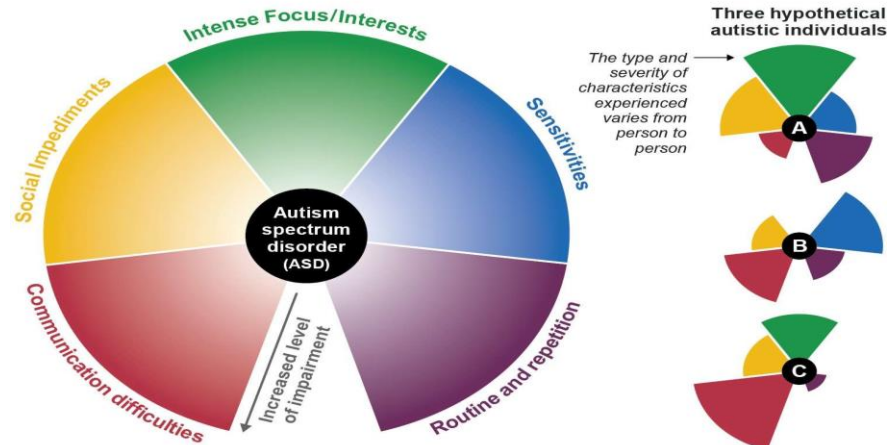 Intense Focus/Interests
Social Impediments
Sensitivities
Autism
spectrum
disorder
(ASD)
Communication difficulties
Increased level
of impairment
Routine and repetition
Three hypothetical
autistic individuals
The type and
severity of
characteristics
experienced
varies from
person to
person
A
B
C